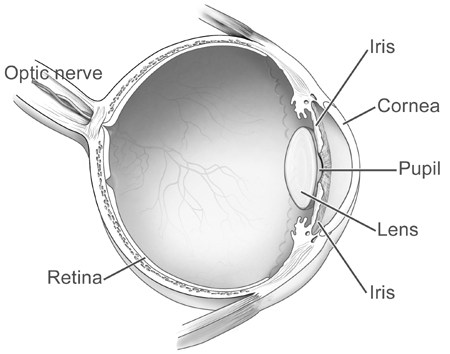 Iris
Optic nerve
Cornea
Pupil
Lens
Retina
Iris